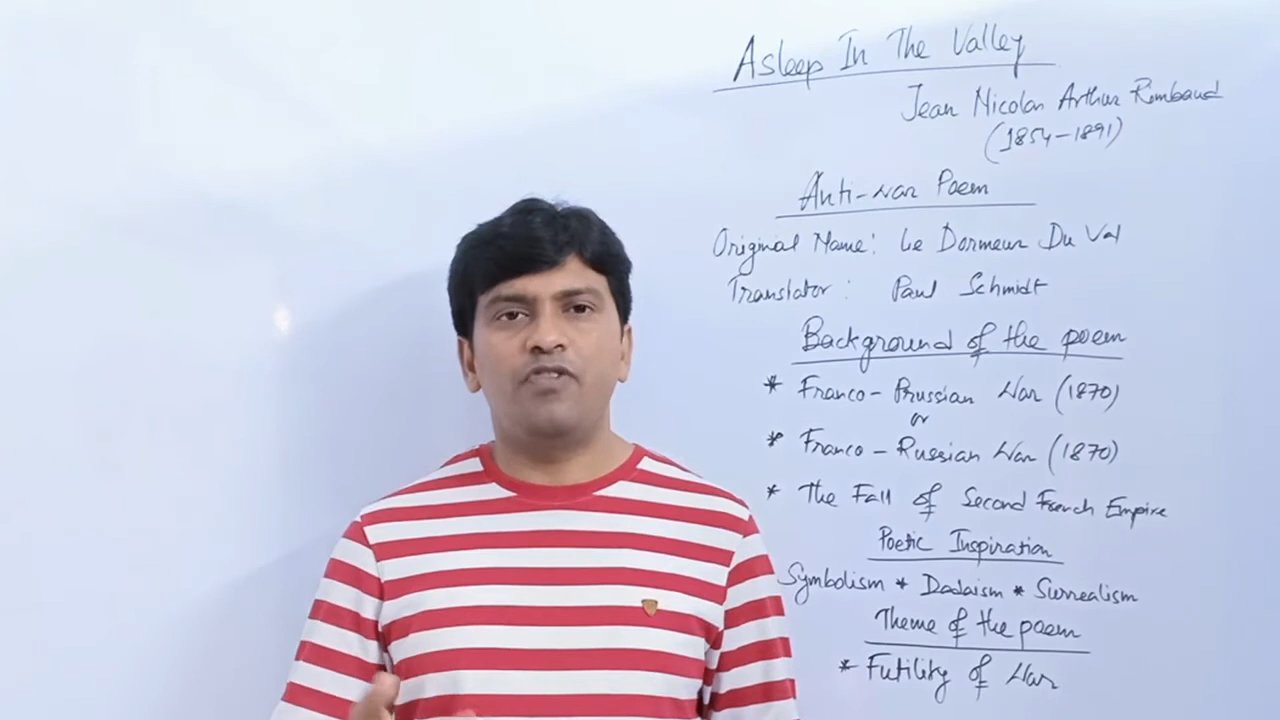 Asleep In The Valley
Jean Nicolas Arthur Rimbaud
(1854-1891)
Anti-war Poem
Original Name: Le Dormeur Du Val
Translator: Paul Schmidt
Background of the poem
* Franco-Prussian War (1870)
or
* Franco-Russian War (1870)
* The Fall of Second French Empire
Poetic Inspiration
Symbolism * Dadaism * Surrealism
Theme of the poem
* Futility of War